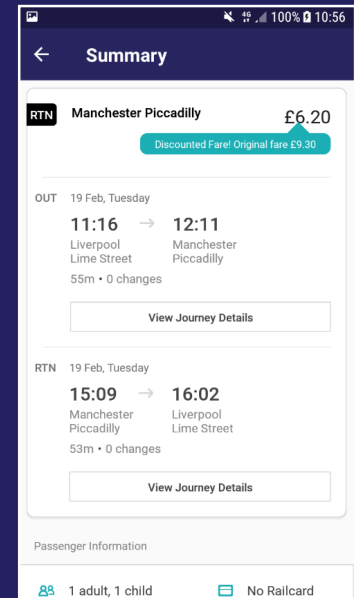 4G 100% 10:56
Summary
RTN Manchester Piccadilly £6.20
Discounted Fare! Original fare £9.30
OUT 19 Feb, Tuesday
11:16 → 12:11
Liverpool Manchester
Lime Street Piccadilly
55m • 0 changes
View Journey Details
RTN 19 Feb, Tuesday
15:09 → 16:02
Manchester Liverpool
Piccadilly Lime Street
53m • 0 changes
View Journey Details
Passenger Information
1 adult, 1 child No Railcard